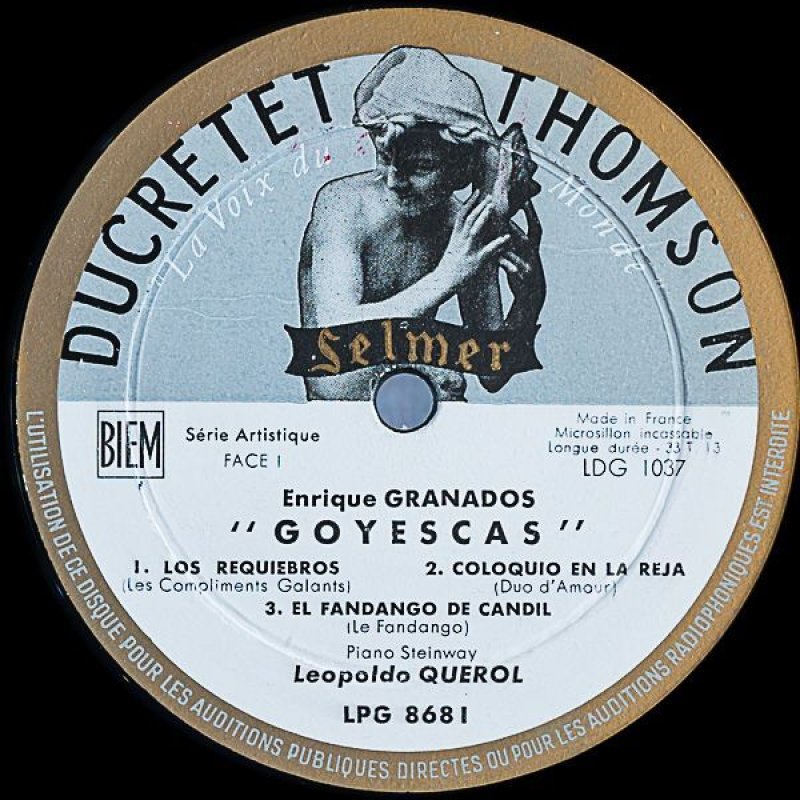 DUCRETET THOMSON
"La Voix du Monde"
Selmer
BIEM
Série Artistique
FACE I
Made in France
Microsillon incassable
Longue durée - 33 T 13
LDG 1037
Enrique GRANADOS
"GOYESCAS"
1. LOS REQUIEBROS
(Les Compliments Galants)
2. COLOQUIO EN LA REJA
(Duo d'Amour)
3. EL FANDANGO DE CANDIL
(Le Fandango)
Piano Steinway
Leopoldo QUEROL
LPG 8681
L'UTILISATION DE CE DISQUE POUR LES AUDITIONS PUBLIQUES DIRECTES OU POUR LES AUDITIONS RADIOPHONIQUES EST INTERDITE